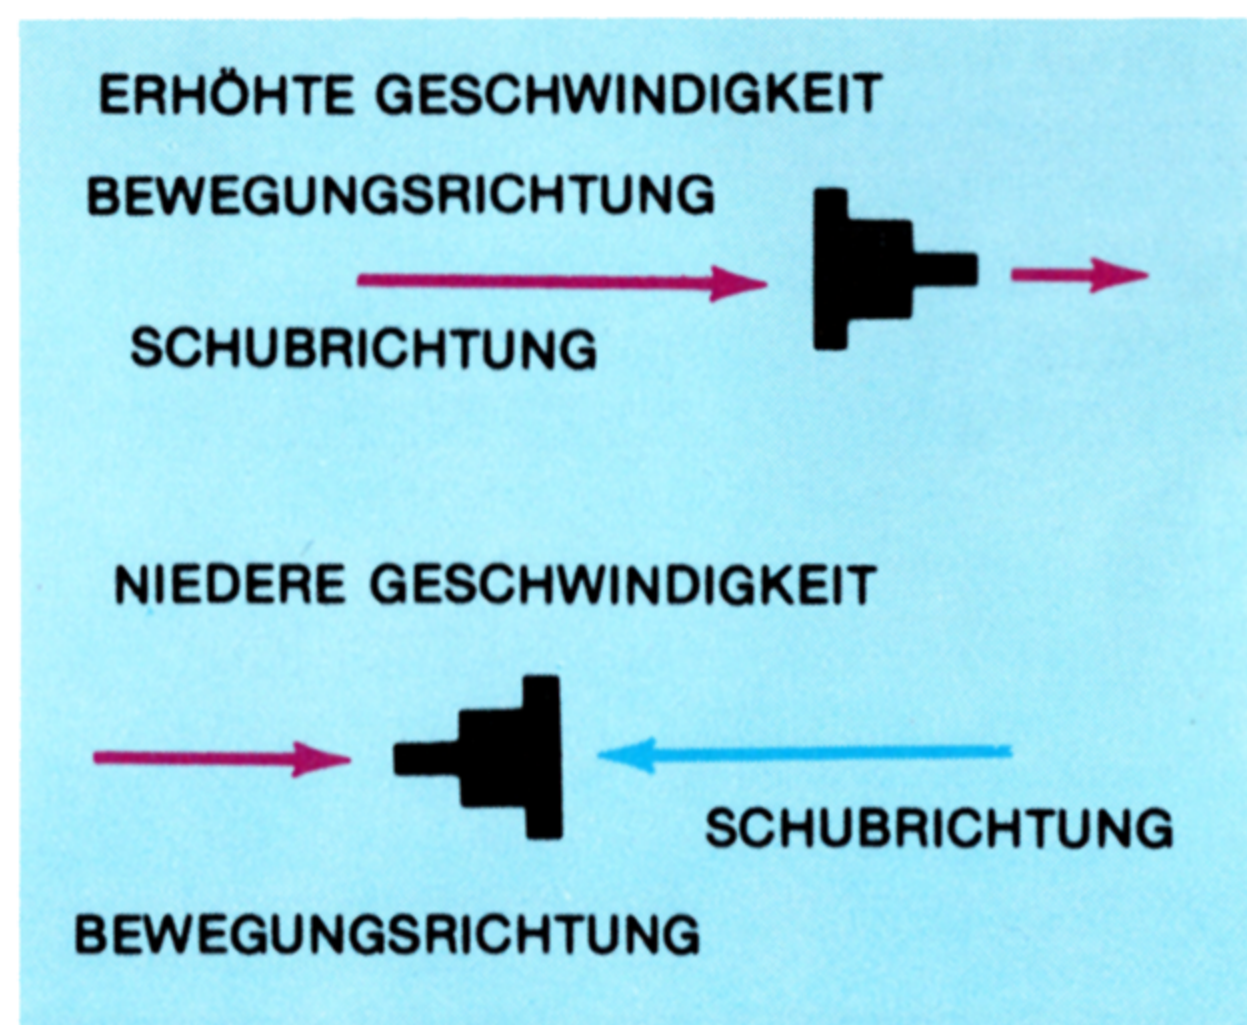 ERHÖHTE GESCHWINDIGKEIT
BEWEGUNGSRICHTUNG
SCHUBRICHTUNG
NIEDERE GESCHWINDIGKEIT
SCHUBRICHTUNG
BEWEGUNGSRICHTUNG